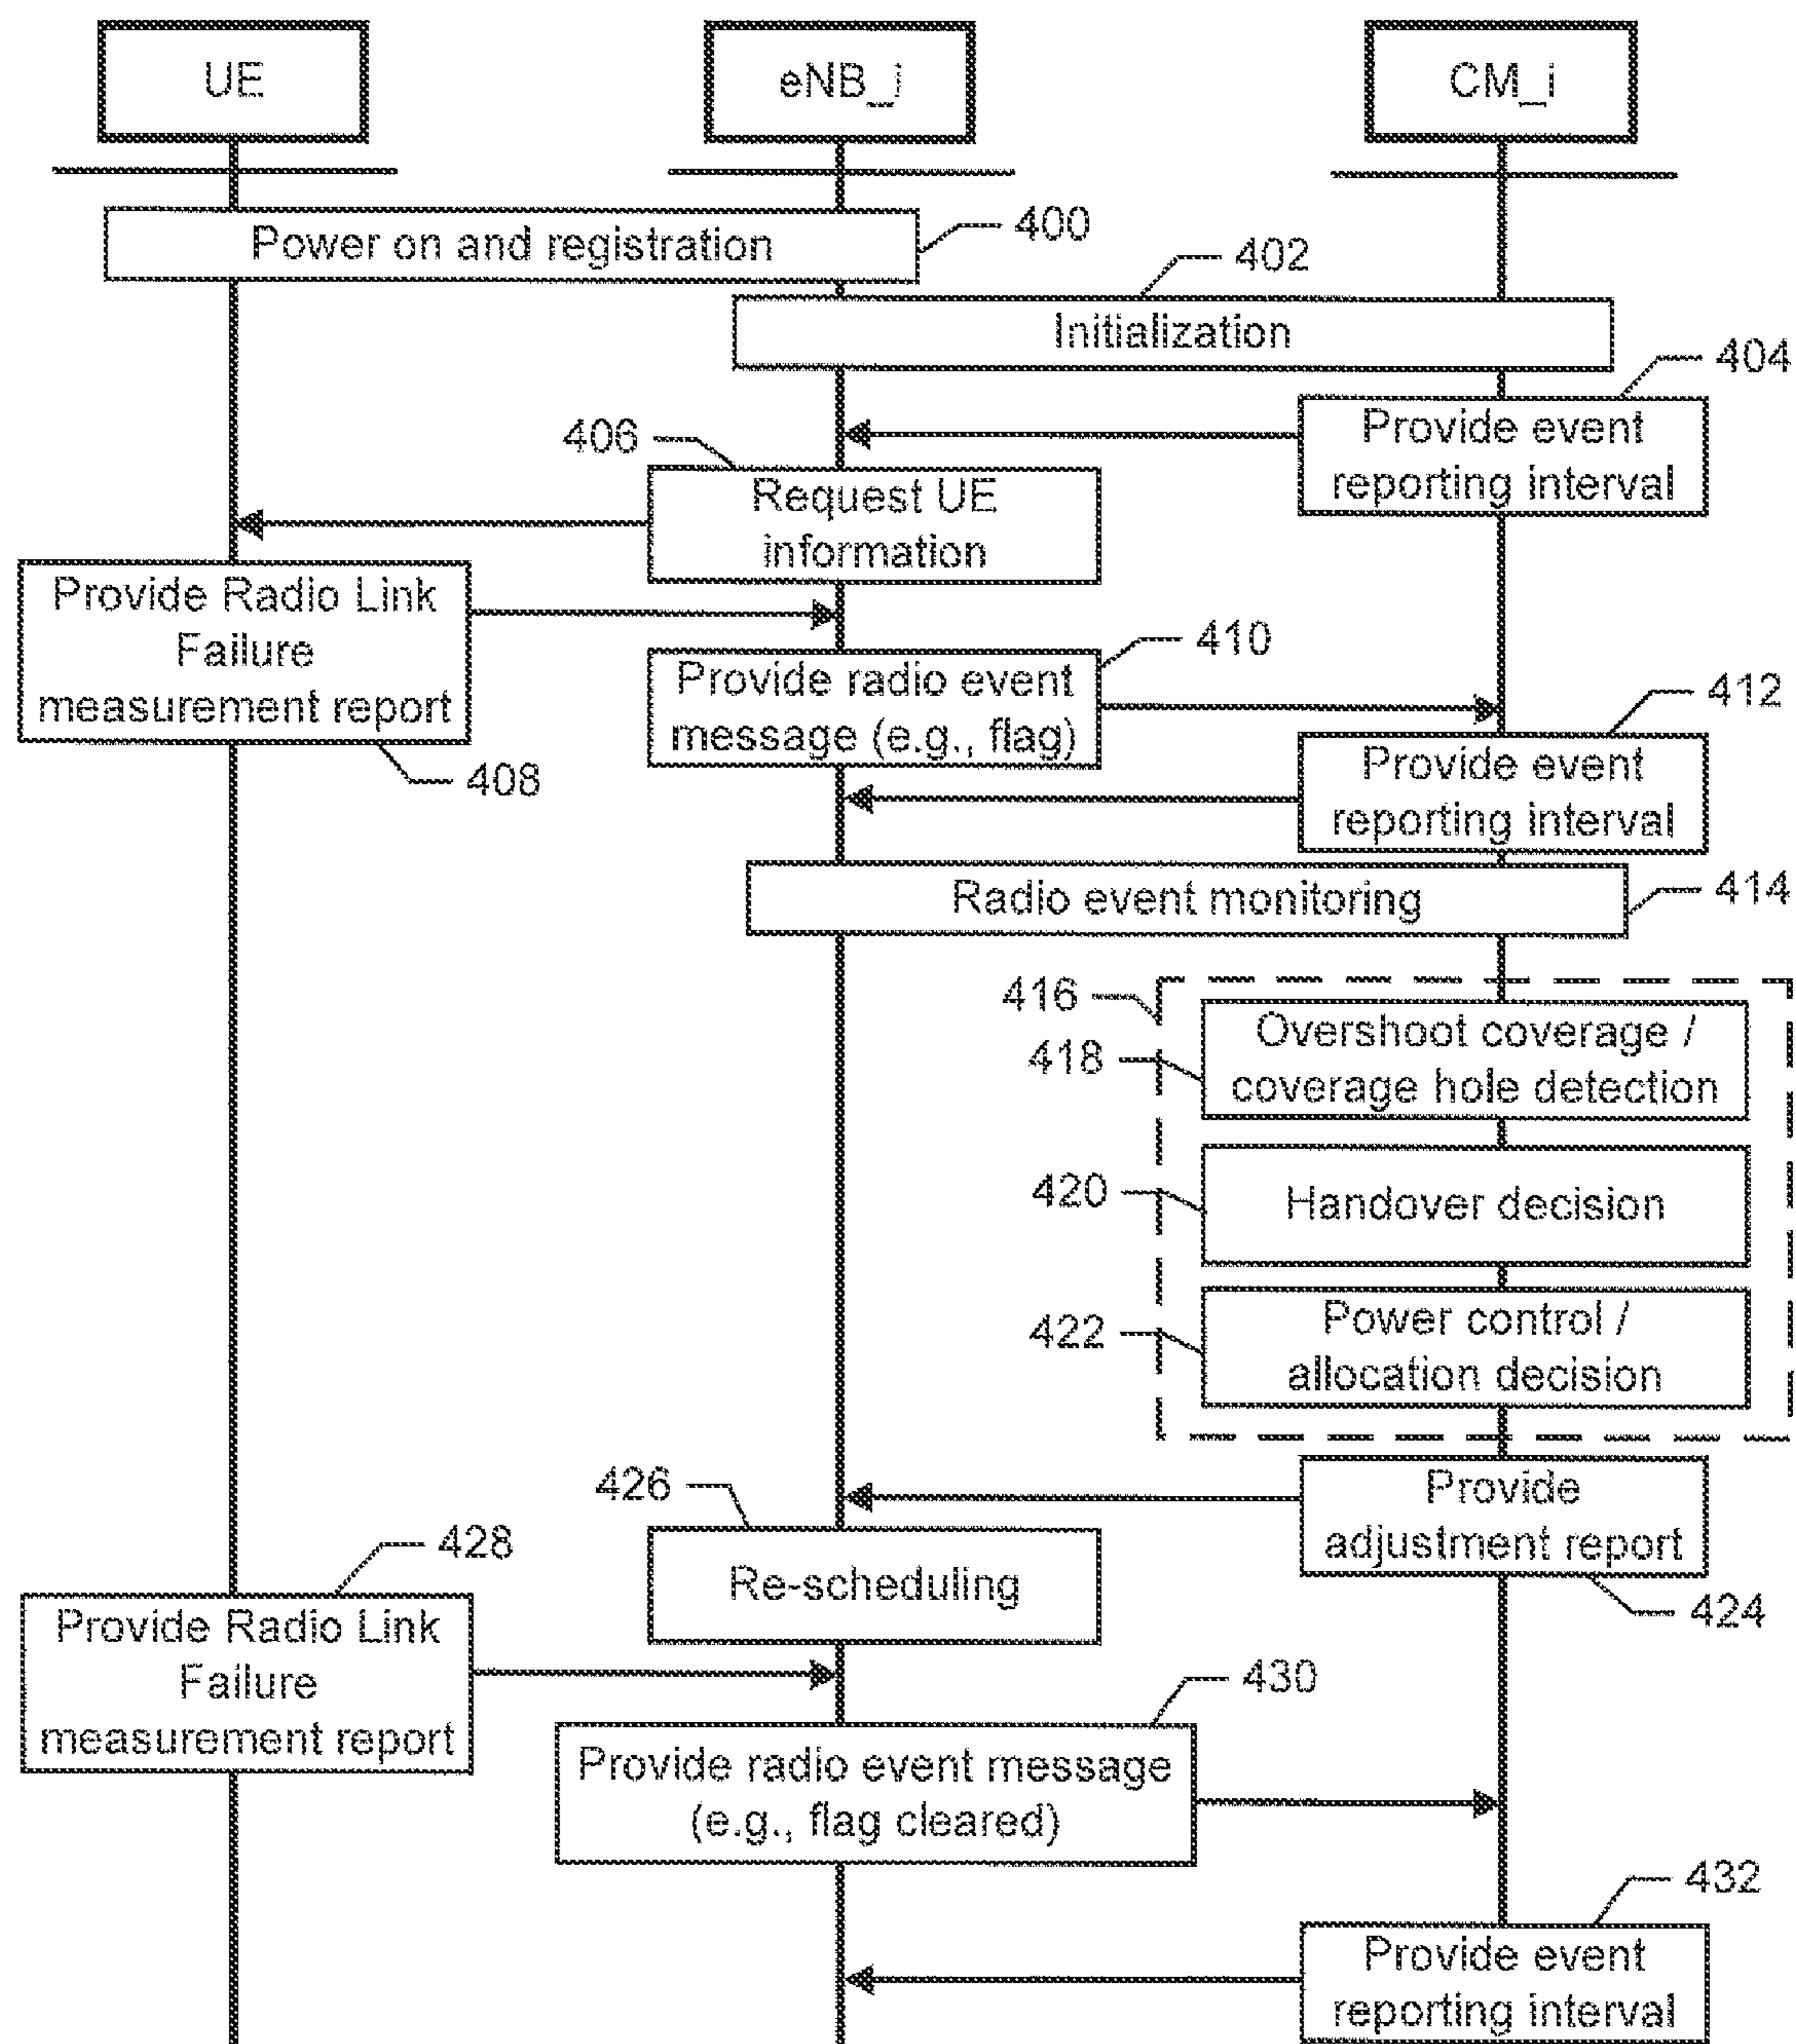 UE
eNB_j
CM_i
Power on and registration
400
402
Initialization
404
Provide event
reporting interval
406
Request UE
information
Provide Radio Link
Failure
measurement report
408
410
Provide radio event
message (e.g., flag)
412
Provide event
reporting interval
Radio event monitoring
414
416
418
Overshoot coverage /
coverage hole detection
420
Handover decision
422
Power control /
allocation decision
Provide
adjustment report
424
426
Re-scheduling
428
Provide Radio Link
Failure
measurement report
430
Provide radio event message
(e.g., flag cleared)
432
Provide event
reporting interval